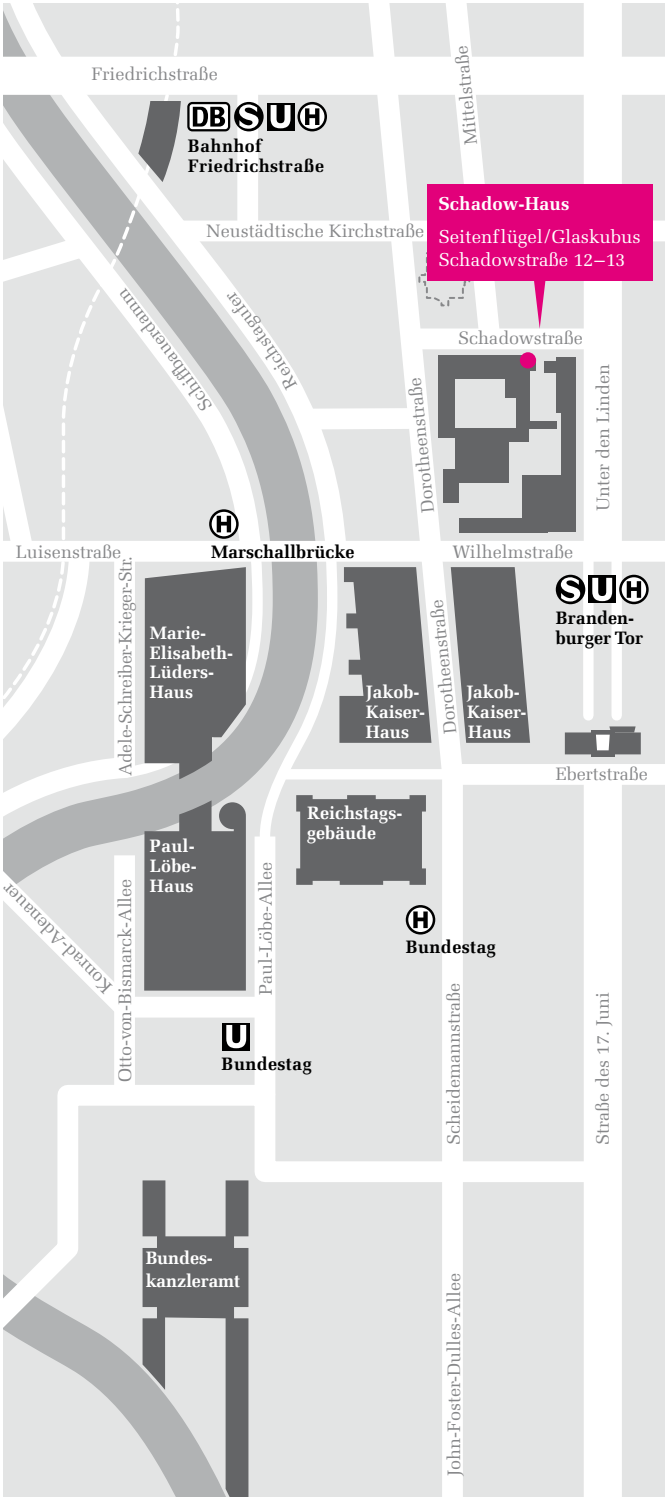 Friedrichstraße
Mittelstraße
DB S U H
Bahnhof
Friedrichstraße
Neustädtische Kirchstraße
Schadow-Haus
Seitenflügel/Glaskubus
Schadowstraße 12–13
Schiffbauerdamm
Reichstagufer
Schadowstraße
Dorotheenstraße
Unter den Linden
H
Marschallbrücke
Luisenstraße
Wilhelmstraße
Adele-Schreiber-Krieger-Str.
Marie-
Elisabeth-
Lüders-
Haus
Jakob-
Kaiser-
Haus
Dorotheenstraße
Jakob-
Kaiser-
Haus
S U H
Branden-
burger Tor
Ebertstraße
Reichstags-
gebäude
Paul-
Löbe-
Haus
Paul-Löbe-Allee
Konrad-Adenauer
Otto-von-Bismarck-Allee
H
Bundestag
U
Bundestag
Scheidemannstraße
Straße des 17. Juni
Bundes-
kanzleramt
John-Foster-Dulles-Allee